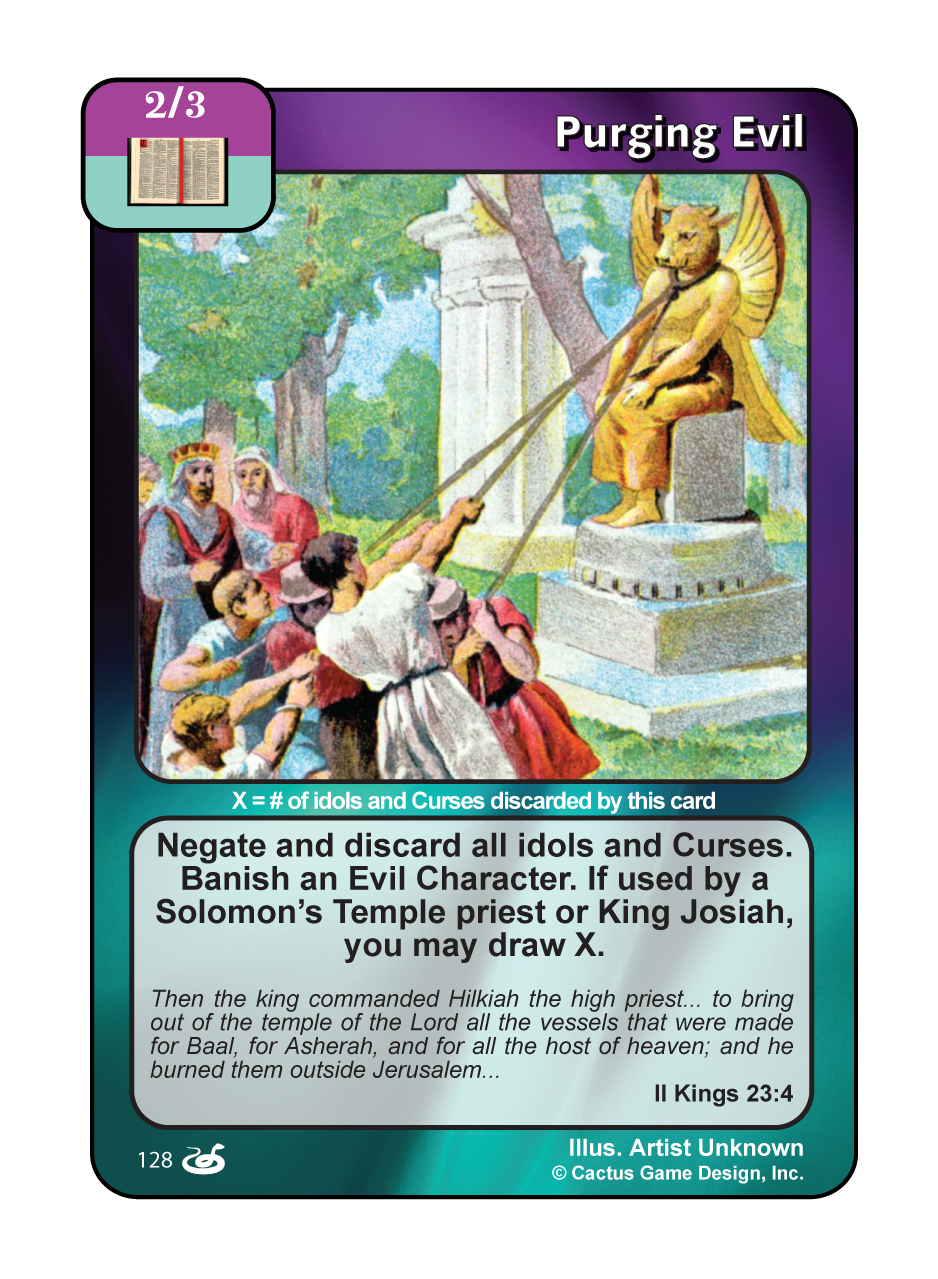 2/3
Purging Evil
X = # of idols and Curses discarded by this card
Negate and discard all idols and Curses.
Banish an Evil Character. If used by a
Solomon’s Temple priest or King Josiah,
you may draw X.
Then the king commanded Hilkiah the high priest... to bring
out of the temple of the Lord all the vessels that were made
for Baal, for Asherah, and for all the host of heaven; and he
burned them outside Jerusalem...
II Kings 23:4
128
Illus. Artist Unknown
© Cactus Game Design, Inc.